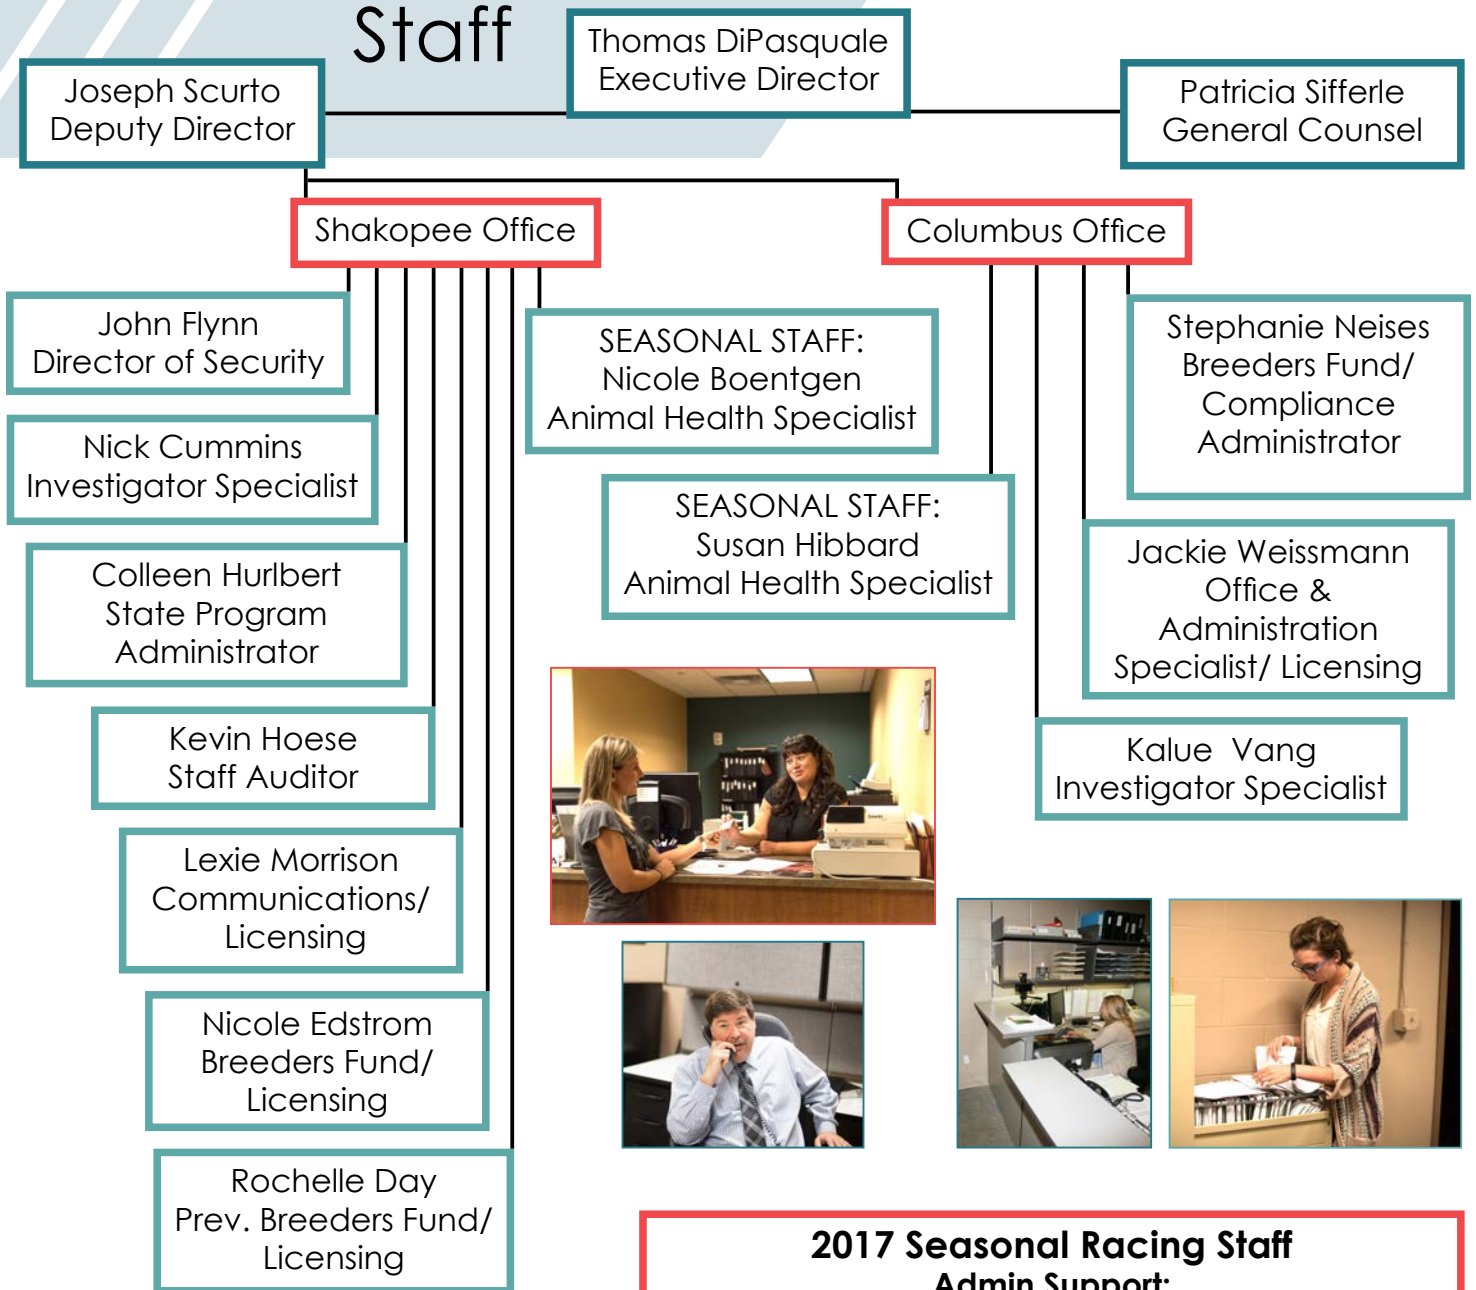 Staff
Thomas DiPasquale
Executive Director
Joseph Scurto
Deputy Director
Patricia Sifferle
General Counsel
Shakopee Office
Columbus Office
John Flynn
Director of Security
Nick Cummins
Investigator Specialist
Colleen Hurlbert
State Program
Administrator
Kevin Hoese
Staff Auditor
Lexie Morrison
Communications/
Licensing
Nicole Edstrom
Breeders Fund/
Licensing
Rochelle Day
Prev. Breeders Fund/
Licensing
SEASONAL STAFF:
Nicole Boentgen
Animal Health Specialist
SEASONAL STAFF:
Susan Hibbard
Animal Health Specialist
Stephanie Neises
Breeders Fund/
Compliance
Administrator
Jackie Weissmann
Office &
Administration
Specialist/ Licensing
Kalue  Vang
Investigator Specialist
2017 Seasonal Racing Staff
Admin Support: